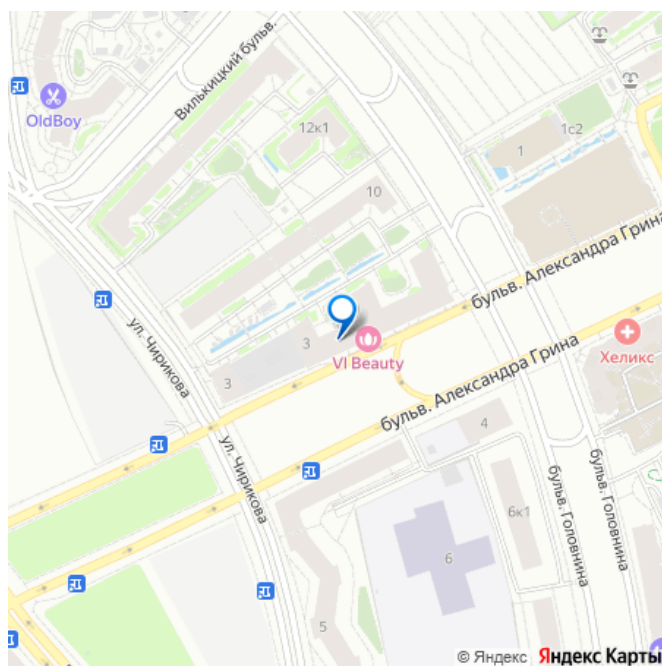 Вилькицкий бульв.
OldBoy
12к1
1с2
1
10
бульв. Александра Грина
ул. Чирикова
3
VI Beauty
Хеликс
3
бульв. Александра Грина
4
ул. Чирикова
бульв. Головнина
бульв. Головнина
6к1
6
5
© Яндекс Яндекс Карты